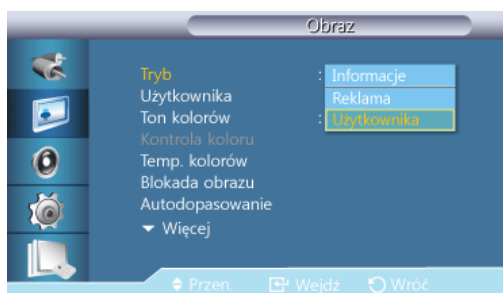 Obraz
Tryb : Informacje
Użytkownika Reklama
Ton kolorów : Użytkownika
Kontrola koloru
Temp. kolorów
Blokada obrazu
Autodopasowanie
Więcej
Przen. Wejdź Wróć